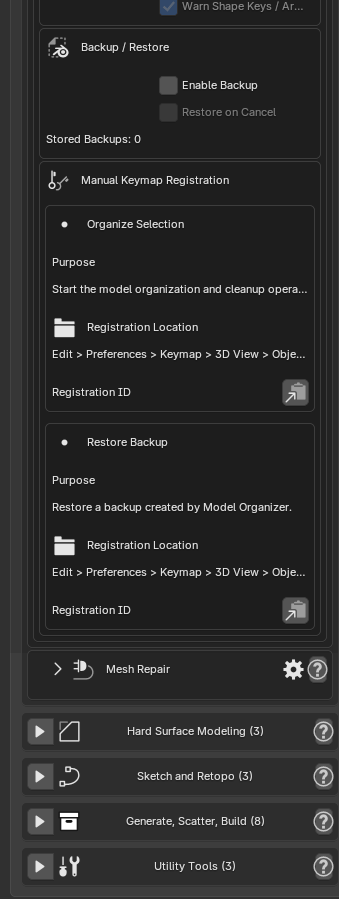 Warn Shape Keys / Ar...
Backup / Restore
Enable Backup
Restore on Cancel
Stored Backups: 0
Manual Keymap Registration
Organize Selection
Purpose
Start the model organization and cleanup opera...
Registration Location
Edit > Preferences > Keymap > 3D View > Obje...
Registration ID
Restore Backup
Purpose
Restore a backup created by Model Organizer.
Registration Location
Edit > Preferences > Keymap > 3D View > Obje...
Registration ID
Mesh Repair
Hard Surface Modeling (3)
Sketch and Retopo (3)
Generate, Scatter, Build (8)
Utility Tools (3)